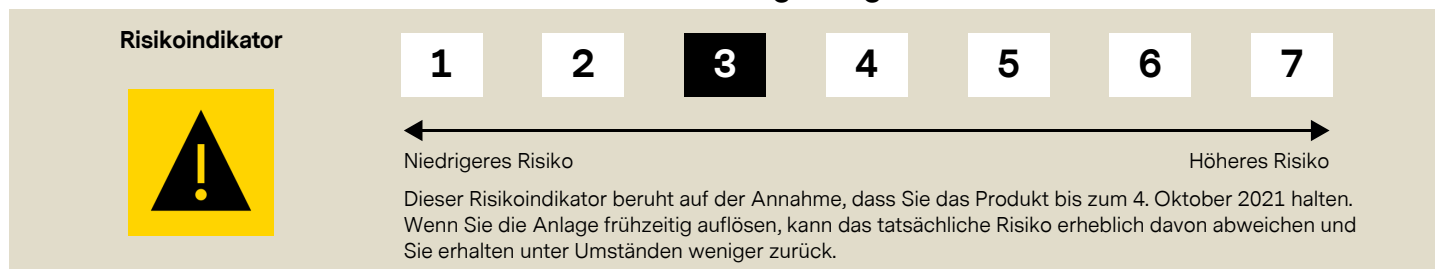 Risikoindikator
1 2 3 4 5 6 7
Niedrigeres Risiko Höheres Risiko
Dieser Risikoindikator beruht auf der Annahme, dass Sie das Produkt bis zum 4. Oktober 2021 halten.
Wenn Sie die Anlage frühzeitig auflösen, kann das tatsächliche Risiko erheblich davon abweichen und
Sie erhalten unter Umständen weniger zurück.